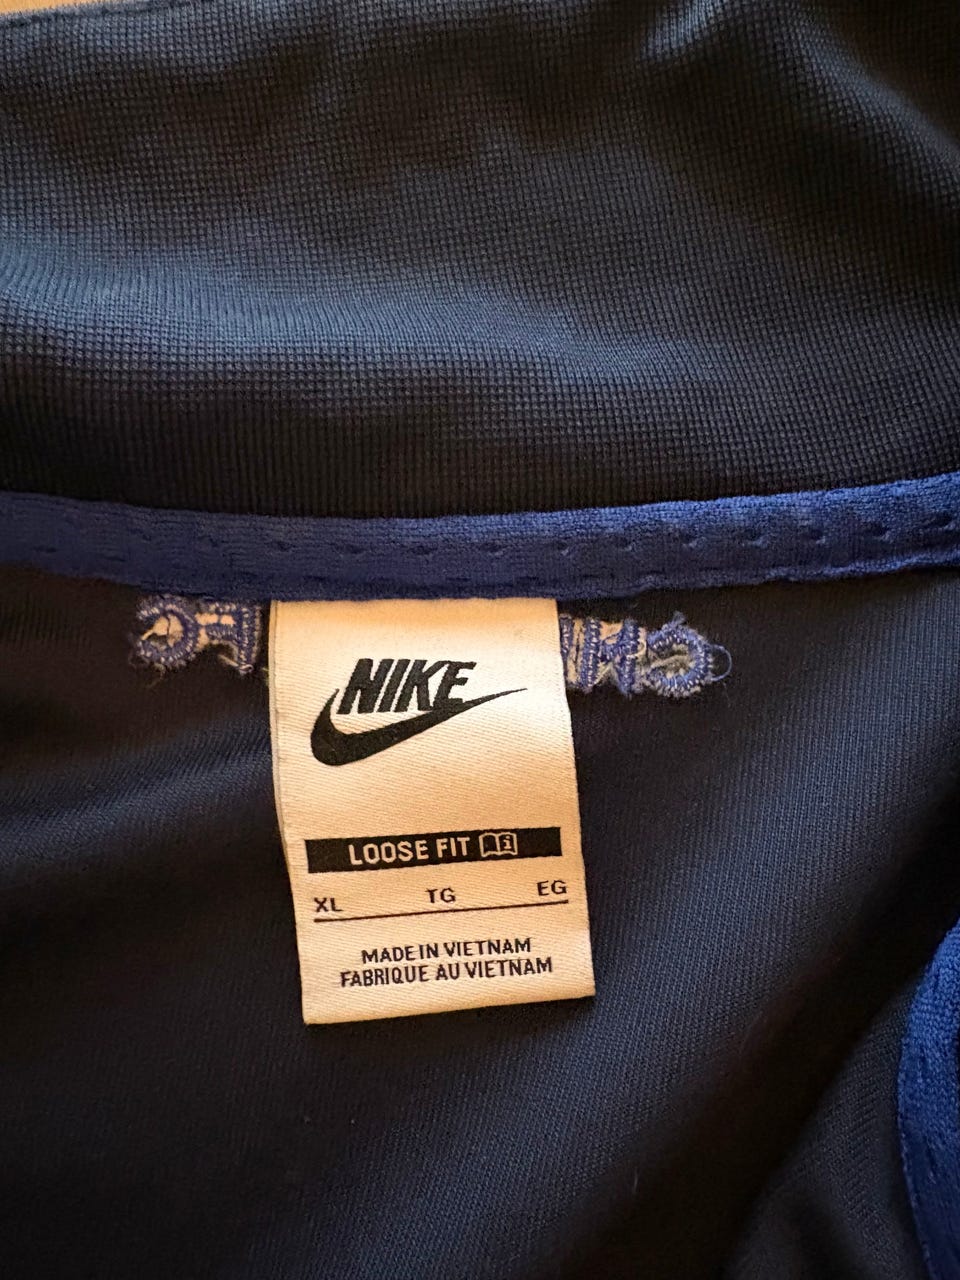 NIKE
LOOSE FIT
XL TG EG
MADE IN VIETNAM
FABRIQUE AU VIETNAM